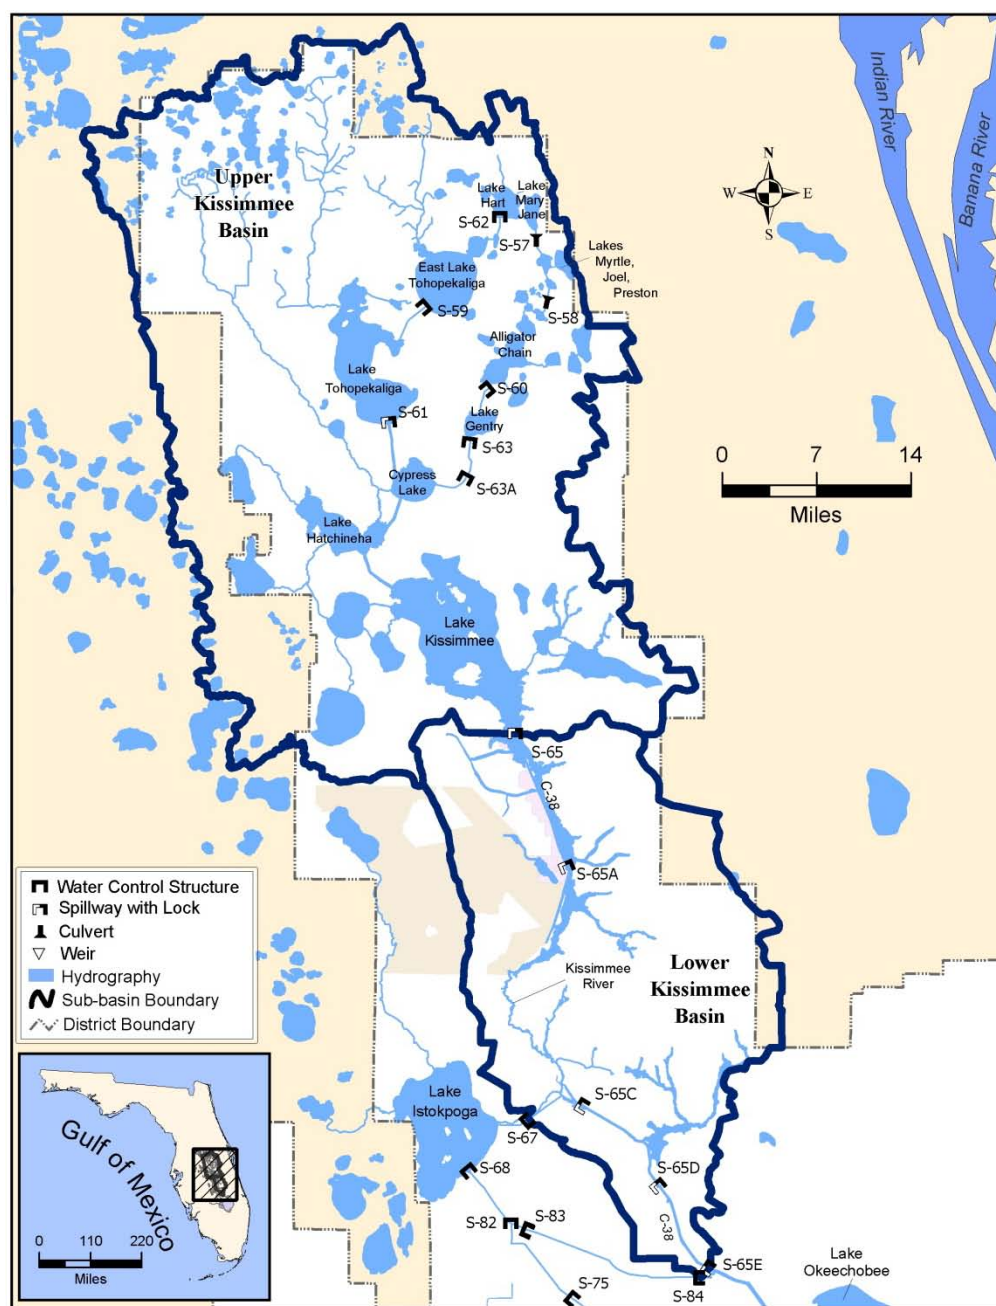 Indian River
Banana River
Upper
Kissimmee
Basin
N
W
E
S
Lake
Hart
Lake
Mary
Jane
S-62
S-57
Lakes
Myrtle,
Joel,
Preston
East Lake
Tohopekaliga
S-59
S-58
Alligator
Chain
Lake
Tohopekaliga
S-60
S-61
Lake
Gentry
S-63
Cypress
Lake
S-63A
0 7 14
Miles
Lake
Hatchineha
Lake
Kissimmee
S-65
C-38
S-65A
Kissimmee
River
Lower
Kissimmee
Basin
Water Control Structure
Spillway with Lock
Culvert
Weir
Hydrography
Sub-basin Boundary
District Boundary
Lake
Istokpoga
S-65C
S-67
S-68
S-65D
S-82
S-83
C-38
S-65E
S-84
S-75
Lake
Okeechobee
Gulf of Mexico
0 110 220
Miles